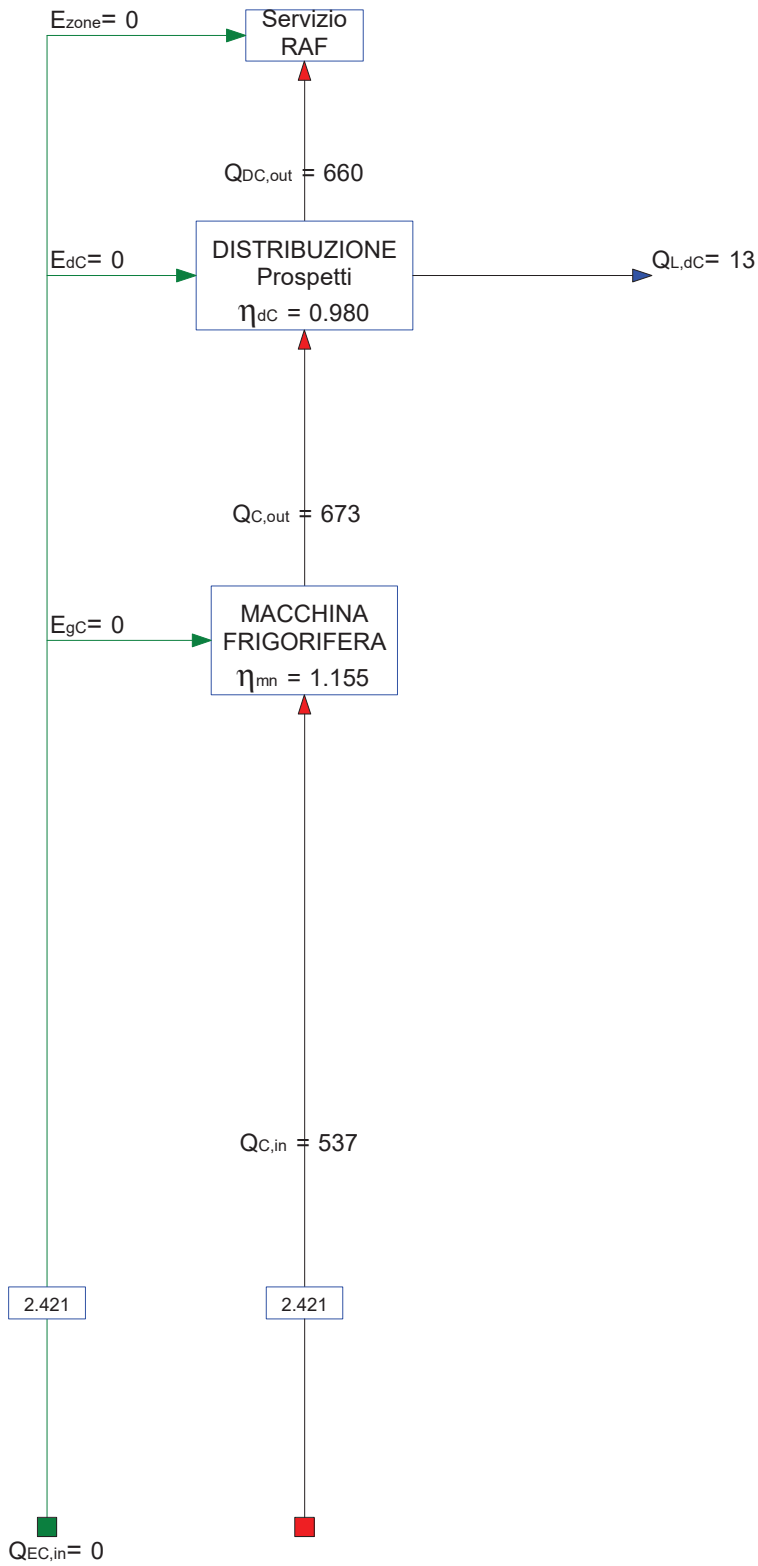 Ezone= 0
Servizio
RAF
QDC,out = 660
EdC= 0
DISTRIBUZIONE
Prospetti
ηdC = 0.980
QL,dC= 13
QC,out = 673
EgC= 0
MACCHINA
FRIGORIFERA
ηmn = 1.155
QC,in = 537
2.421
2.421
QEC,in= 0